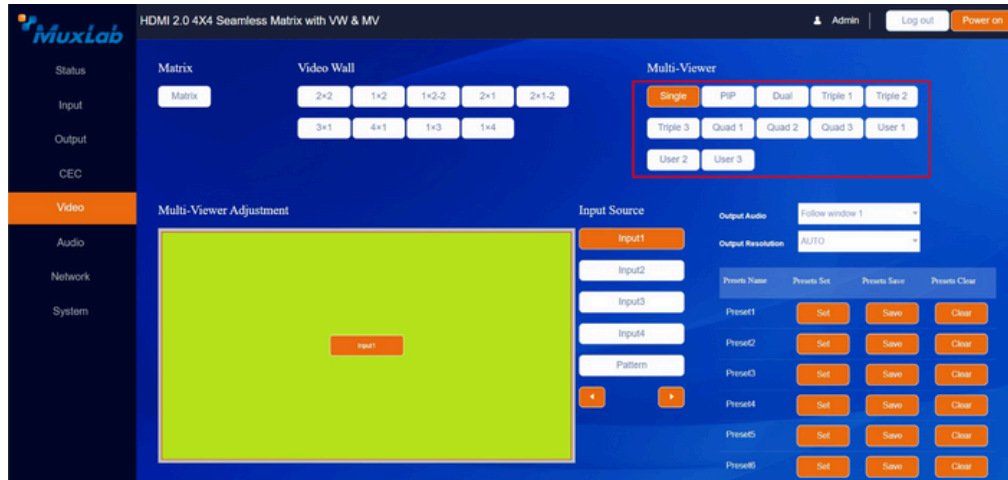 MuxLab
HDMI 2.0 4X4 Seamless Matrix with VW & MV
Admin
Log out
Power on
Status
Input
Output
CEC
Video
Audio
Network
System
Matrix
Matrix
Video Wall
2×2 1×2 1×2-2 2×1 2×1-2
3×1 4×1 1×3 1×4
Multi-Viewer
Single PIP Dual Triple 1 Triple 2
Triple 3 Quad 1 Quad 2 Quad 3 User 1
User 2 User 3
Multi-Viewer Adjustment
Input1
Input Source
Input1
Input2
Input3
Input4
Pattern
Output Audio Follow window 1
Output Resolution AUTO
Presets Name Presets Set Presets Save Presets Clear
Preset1 Set Save Clear
Preset2 Set Save Clear
Preset3 Set Save Clear
Preset4 Set Save Clear
Preset5 Set Save Clear
Preset6 Set Save Clear